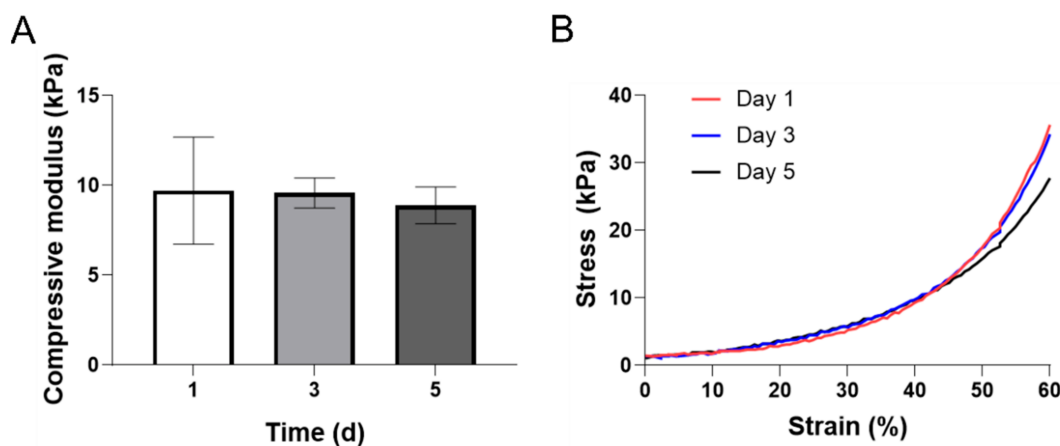 A
Compressive modulus (kPa)
15
10
5
0
1 3 5
Time (d)
B
Stress (kPa)
40
30
20
10
0
Day 1
Day 3
Day 5
0 10 20 30 40 50 60
Strain (%)